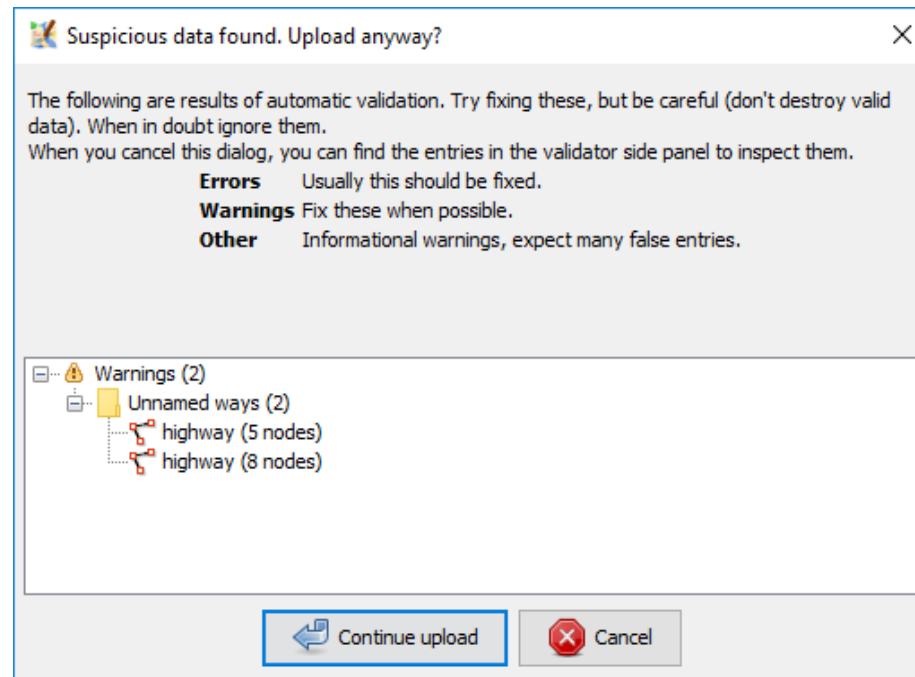 Suspicious data found. Upload anyway?
The following are results of automatic validation. Try fixing these, but be careful (don't destroy valid
data). When in doubt ignore them.
When you cancel this dialog, you can find the entries in the validator side panel to inspect them.
Errors Usually this should be fixed.
Warnings Fix these when possible.
Other Informational warnings, expect many false entries.
Warnings (2)
Unnamed ways (2)
highway (5 nodes)
highway (8 nodes)
Continue upload Cancel